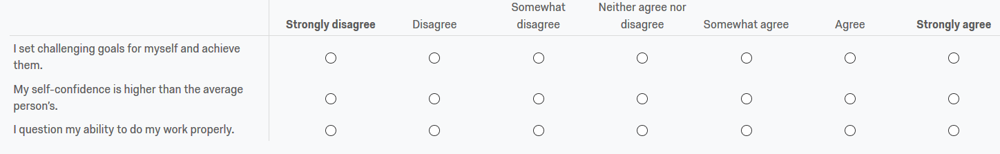 Strongly disagree
Disagree
Somewhat
disagree
Neither agree nor
disagree
Somewhat agree
Agree
Strongly agree
I set challenging goals for myself and achieve
them.
My self-confidence is higher than the average
person’s.
I question my ability to do my work properly.